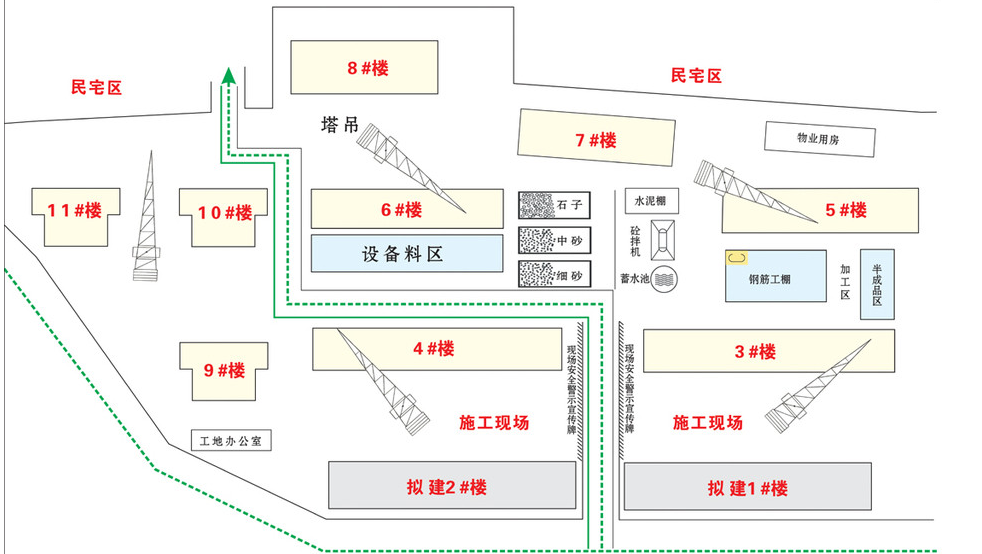 8#楼
民宅区
民宅区
塔吊
7#楼
物业用房
11#楼
10#楼
6#楼
石子
水泥棚
5#楼
设备料区
中砂
砼拌机
细砂
蓄水池
钢筋工棚
加工区
半成品区
4#楼
现场安全警示宣传牌
现场安全警示宣传牌
3#楼
9#楼
施工现场
施工现场
工地办公室
拟建2#楼
拟建1#楼